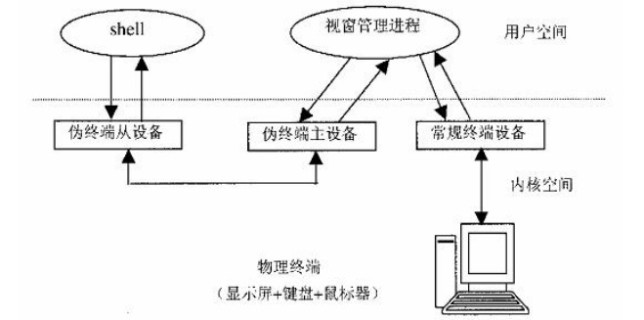 shell
视窗管理进程
用户空间
伪终端从设备
伪终端主设备
常规终端设备
内核空间
物理终端
（显示屏+键盘+鼠标器）